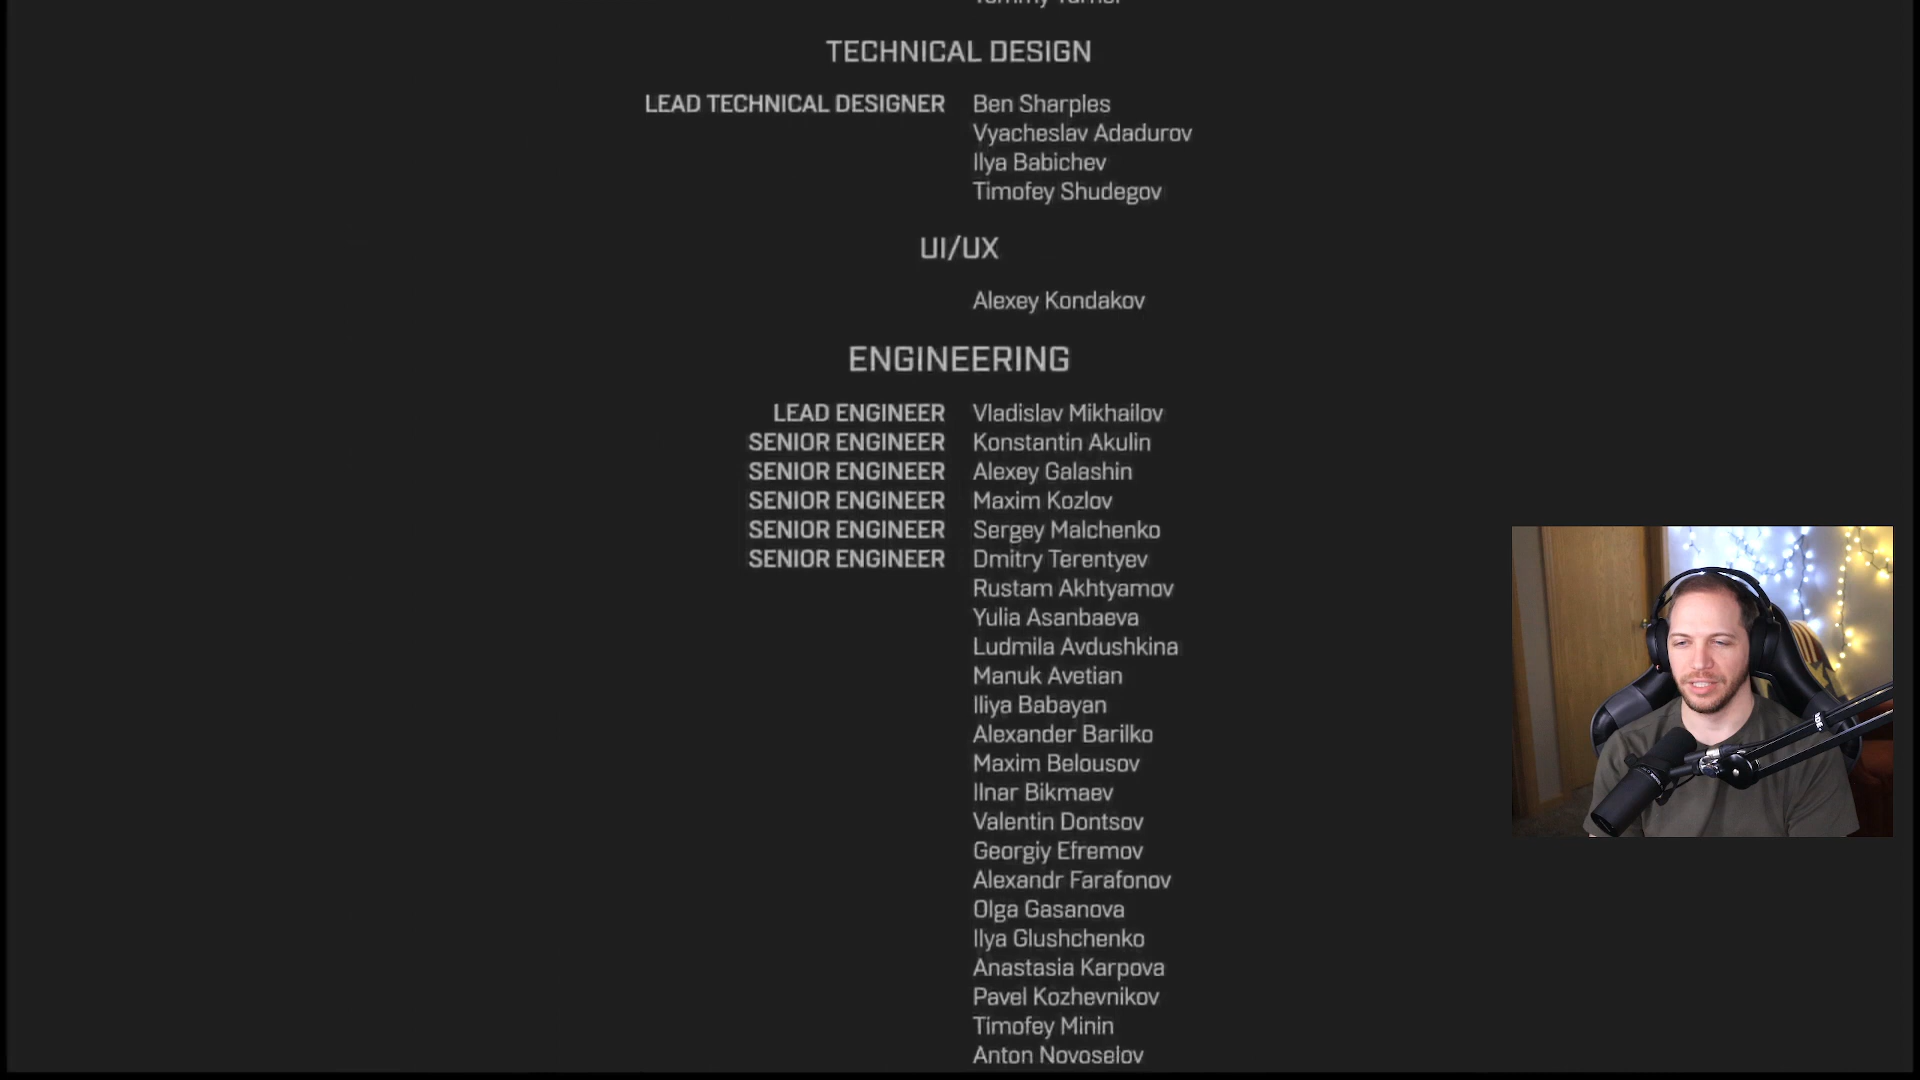 TECHNICAL DESIGN
LEAD TECHNICAL DESIGNER Ben Sharples
Vyacheslav Adadurov
Ilya Babichev
Timofey Shudegov
UI/UX
Alexey Kondakov
ENGINEERING
LEAD ENGINEER Vladislav Mikhailov
SENIOR ENGINEER Konstantin Akulin
SENIOR ENGINEER Alexey Galashin
SENIOR ENGINEER Maxim Kozlov
SENIOR ENGINEER Sergey Malchenko
SENIOR ENGINEER Dmitry Terentyev
Rustam Akhtyamov
Yulia Asanbaeva
Ludmila Avdushkina
Manuk Avetian
Iliya Babayan
Alexander Barilko
Maxim Belousov
Ilnar Bikmaev
Valentin Dontsov
Georgiy Efremov
Alexandr Farafonov
Olga Gasanova
Ilya Glushchenko
Anastasia Karpova
Pavel Kozhevnikov
Timofey Minin
Anton Novoselov